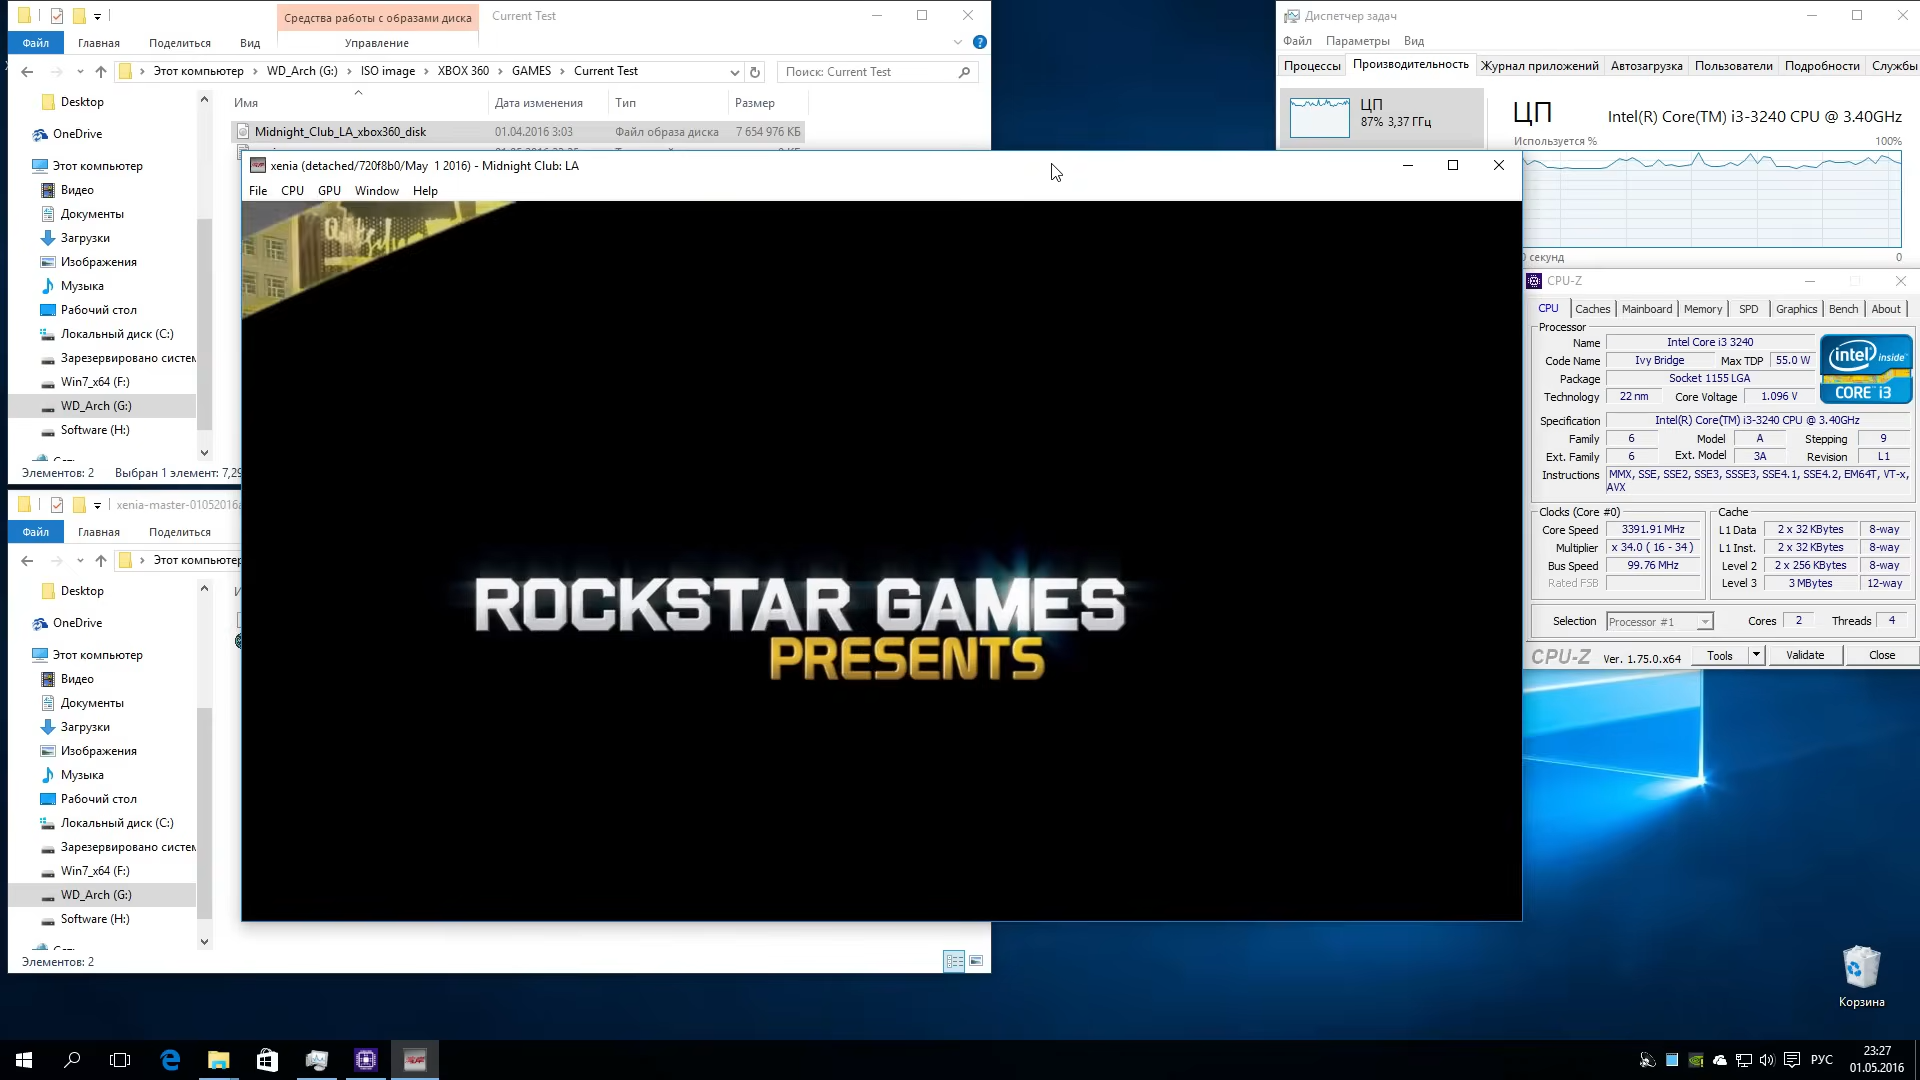 Средства работы с образами диска
Current Test
Файл
Главная
Поделиться
Вид
Управление
Этот компьютер
WD_Arch (G:)
ISO image
XBOX 360
GAMES
Current Test
Поиск: Current Test
Desktop
OneDrive
Этот компьютер
Видео
Документы
Загрузки
Изображения
Музыка
Рабочий стол
Локальный диск (C:)
Зарезервировано систем
Win7_x64 (F:)
WD_Arch (G:)
Software (H:)
Имя
Дата изменения
Тип
Размер
Midnight_Club_LA_xbox360_disk
01.04.2016 3:03
Файл образа диска
7 654 976 КБ
Элементов: 2
Выбран 1 элемент: 7,29
xenia-master-01052016a
Файл
Главная
Поделиться
Этот компьютер
Desktop
OneDrive
Этот компьютер
Видео
Документы
Загрузки
Изображения
Музыка
Рабочий стол
Локальный диск (C:)
Зарезервировано систем
Win7_x64 (F:)
WD_Arch (G:)
Software (H:)
Элементов: 2
xenia (detached/720f8b0/May 1 2016) - Midnight Club: LA
File
CPU
GPU
Window
Help
ROCKSTAR GAMES
PRESENTS
Диспетчер задач
Файл
Параметры
Вид
Процессы
Производительность
Журнал приложений
Автозагрузка
Пользователи
Подробности
Службы
ЦП
87% 3,37 ГГц
ЦП
Intel(R) Core(TM) i3-3240 CPU @ 3.40GHz
Используется %
100%
секунд
0
CPU-Z
CPU
Caches
Mainboard
Memory
SPD
Graphics
Bench
About
Processor
Name Intel Core i3 3240
Code Name Ivy Bridge Max TDP 55.0 W
Package Socket 1155 LGA
Technology 22 nm Core Voltage 1.096 V
intel inside™
CORE™ i3
Specification Intel(R) Core(TM) i3-3240 CPU @ 3.40GHz
Family 6 Model A Stepping 9
Ext. Family 6 Ext. Model 3A Revision L1
Instructions MMX, SSE, SSE2, SSE3, SSSE3, SSE4.1, SSE4.2, EM64T, VT-x,
AVX
Clocks (Core #0)
Core Speed 3391.91 MHz
Multiplier x 34.0 ( 16 - 34 )
Bus Speed 99.76 MHz
Rated FSB
Cache
L1 Data 2 x 32 KBytes 8-way
L1 Inst. 2 x 32 KBytes 8-way
Level 2 2 x 256 KBytes 8-way
Level 3 3 MBytes 12-way
Selection Processor #1 Cores 2 Threads 4
CPU-Z Ver. 1.75.0.x64 Tools Validate Close
Корзина
РУС
23:27
01.05.2016